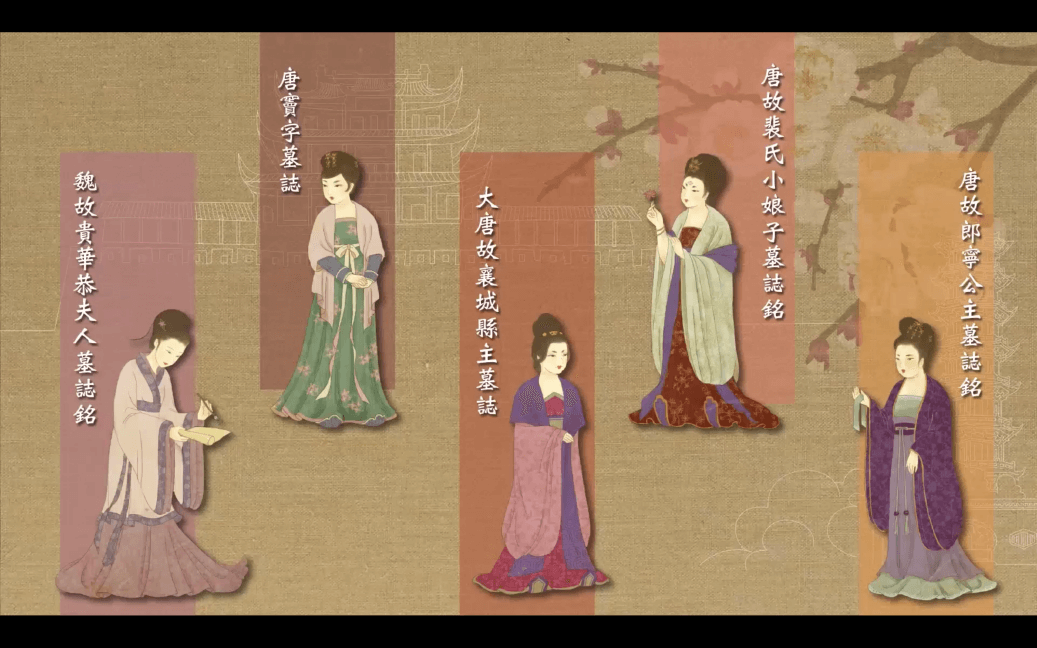 魏故貴華恭夫人墓誌銘
唐竇字墓誌
大唐故襄城縣主墓誌
唐故裴氏小娘子墓誌銘
唐故郎寧公主墓誌銘